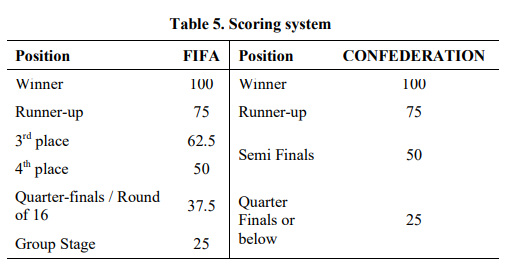 Table 5. Scoring system
Position FIFA Position CONFEDERATION
Winner 100 Winner 100
Runner-up 75 Runner-up 75
3rd place 62.5
Semi Finals 50
4th place 50
Quarter-finals / Round
of 16 37.5
Quarter
Finals or
below 25
Group Stage 25